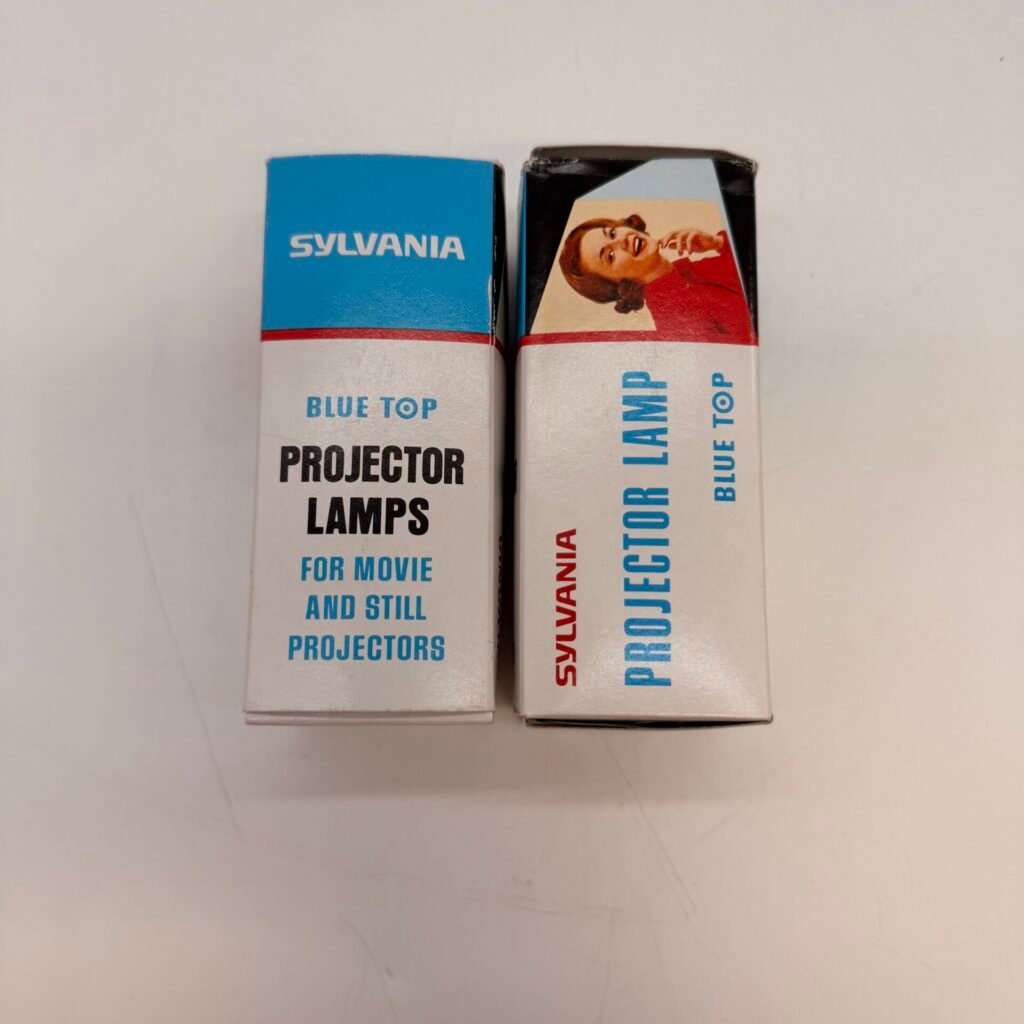 SYLVANIA
BLUE TOP
PROJECTOR
LAMPS
FOR MOVIE
AND STILL
PROJECTORS
SYLVANIA
PROJECTOR LAMP
BLUE TOP